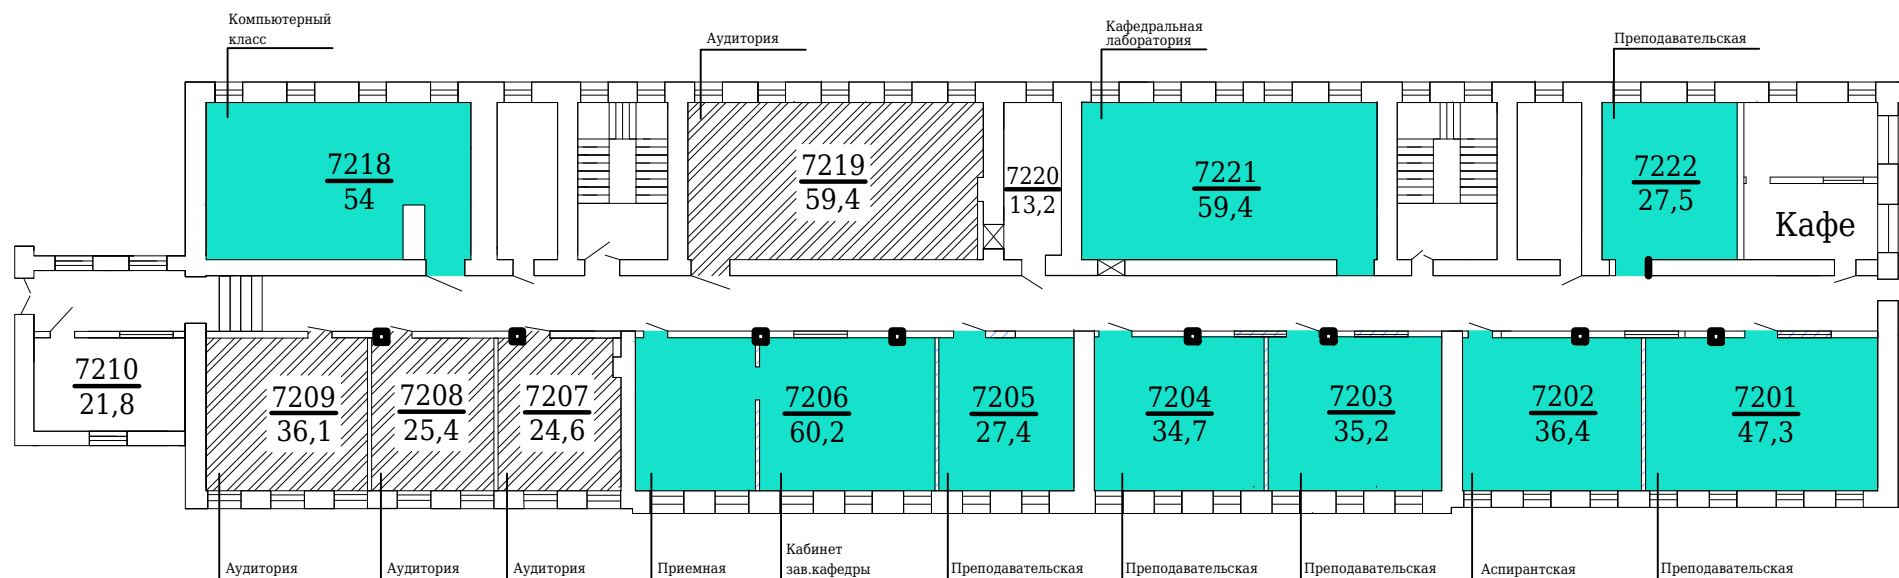 Компьютерный
класс
Аудитория
Кафедральная
лаборатория
Преподавательская
7218
54
7219
59,4
7220
13,2
7221
59,4
7222
27,5
Кафе
7210
21,8
7209
36,1
7208
25,4
7207
24,6
7206
60,2
7205
27,4
7204
34,7
7203
35,2
7202
36,4
7201
47,3
Аудитория
Аудитория
Аудитория
Приемная
Кабинет
зав.кафедры
Преподавательская
Преподавательская
Преподавательская
Аспирантская
Преподавательская